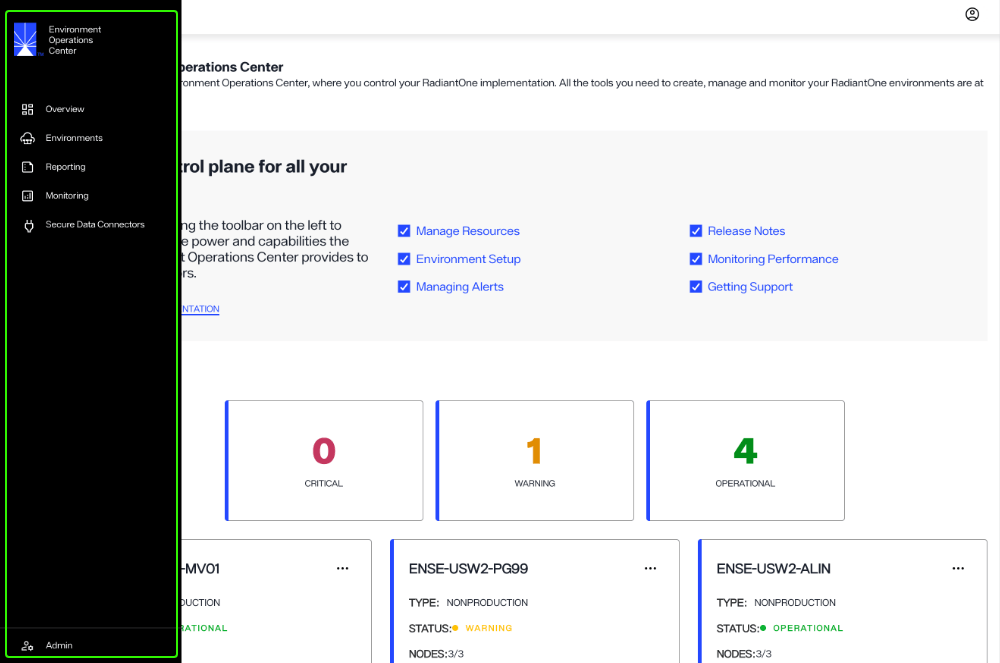 Environment
Operations
Center
Overview
Environments
Reporting
Monitoring
Secure Data Connectors
Admin
perations Center
ronment Operations Center, where you control your RadiantOne implementation. All the tools you need to create, manage and monitor your RadiantOne environments are at
trol plane for all your
ng the toolbar on the left to
e power and capabilities the
t Operations Center provides to
rs.
NTATION
Manage Resources
Environment Setup
Managing Alerts
Release Notes
Monitoring Performance
Getting Support
0
CRITICAL
1
WARNING
4
OPERATIONAL
-MV01
DUCTION
RATIONAL
ENSE-USW2-PG99
TYPE: NONPRODUCTION
STATUS: WARNING
NODES:3/3
ENSE-USW2-ALIN
TYPE: NONPRODUCTION
STATUS: OPERATIONAL
NODES:3/3